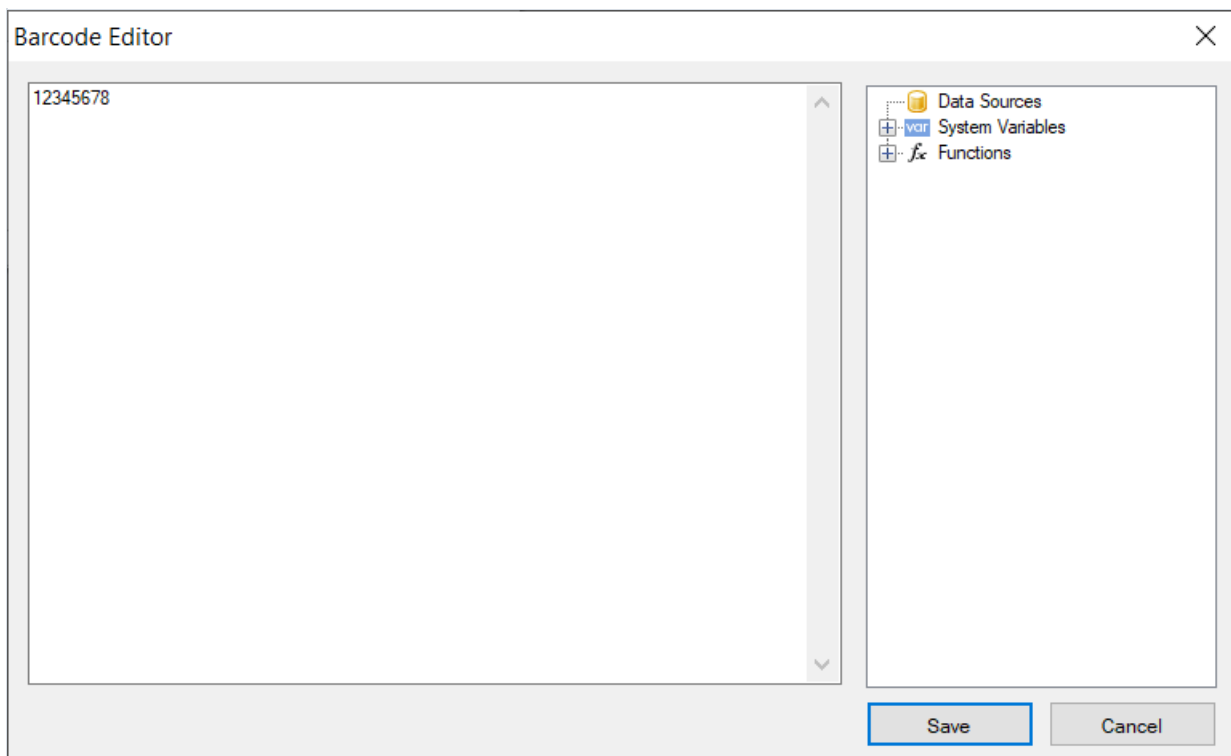 Barcode Editor
12345678
Data Sources
var System Variables
fx Functions
Save Cancel